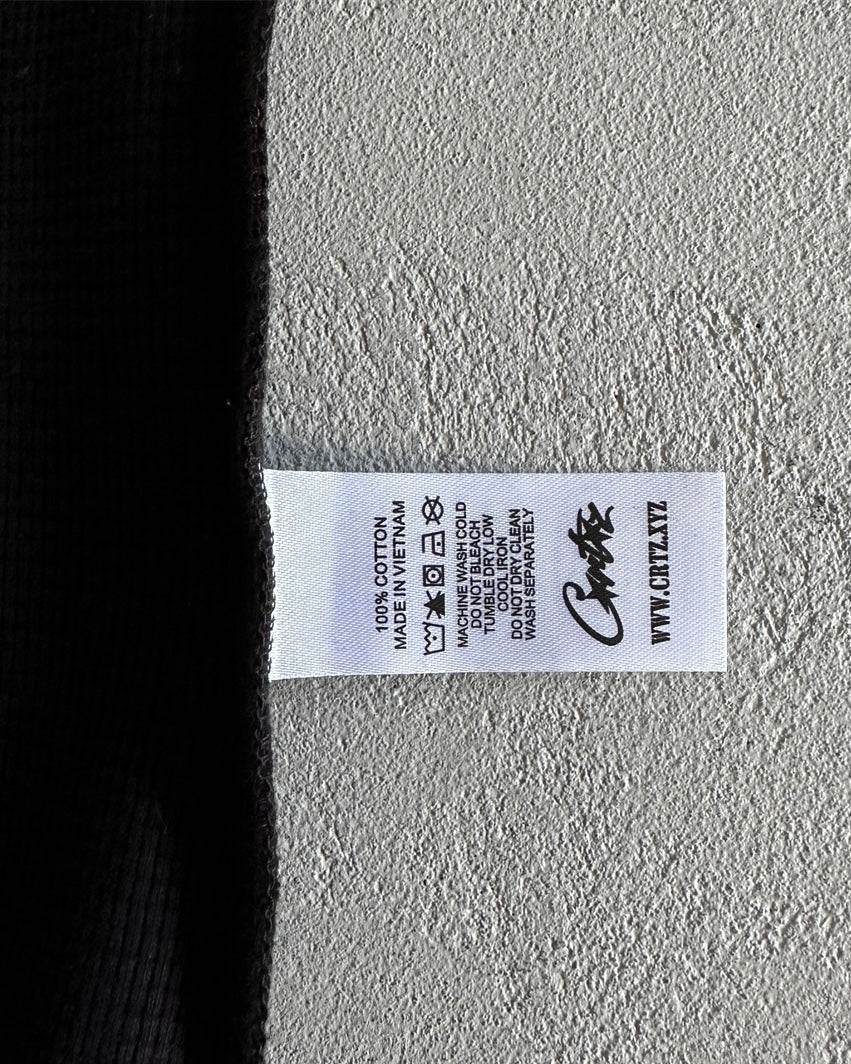 100% COTTON
MADE IN VIETNAM
MACHINE WASH COLD
DO NOT BLEACH
TUMBLE DRY LOW
COOL IRON
DO NOT DRY CLEAN
WASH SEPARATELY
Corteiz
WWW.CRTZ.XYZ